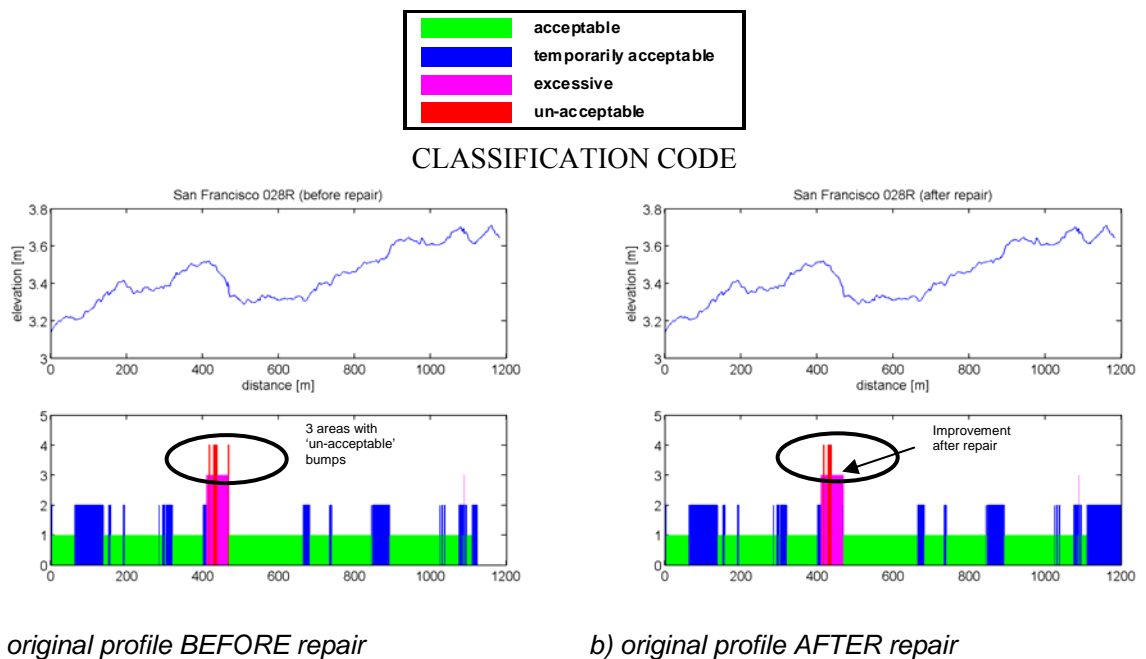 acceptable
temporarily acceptable
excessive
un-acceptable
CLASSIFICATION CODE
San Francisco 028R (before repair)
3.8
3.6
3.4
3.2
3
elevation [m]
0 200 400 600 800 1000 1200
distance [m]
5
4
3
2
1
0
3 areas with
‘un-acceptable’
bumps
0 200 400 600 800 1000 1200
original profile BEFORE repair
San Francisco 028R (after repair)
3.8
3.6
3.4
3.2
3
elevation [m]
0 200 400 600 800 1000 1200
distance [m]
5
4
3
2
1
0
Improvement
after repair
0 200 400 600 800 1000 1200
b) original profile AFTER repair